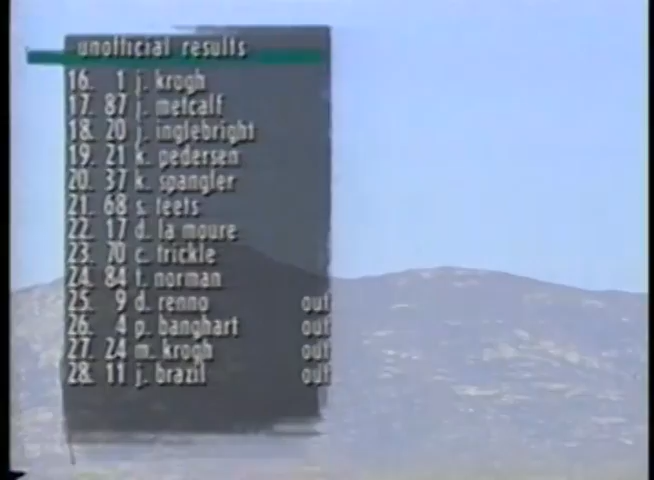 unofficial results
16. 1 j. krogh
17. 87 j. metcalf
18. 20 j. inglebright
19. 21 k. pedersen
20. 37 k. spangler
21. 68 s. teets
22. 17 d. la moure
23. 70 c. trickle
24. 84 t. norman
25. 9 d. renno out
26. 4 p. banghart out
27. 24 m. krogh out
28. 11 j. brazil out